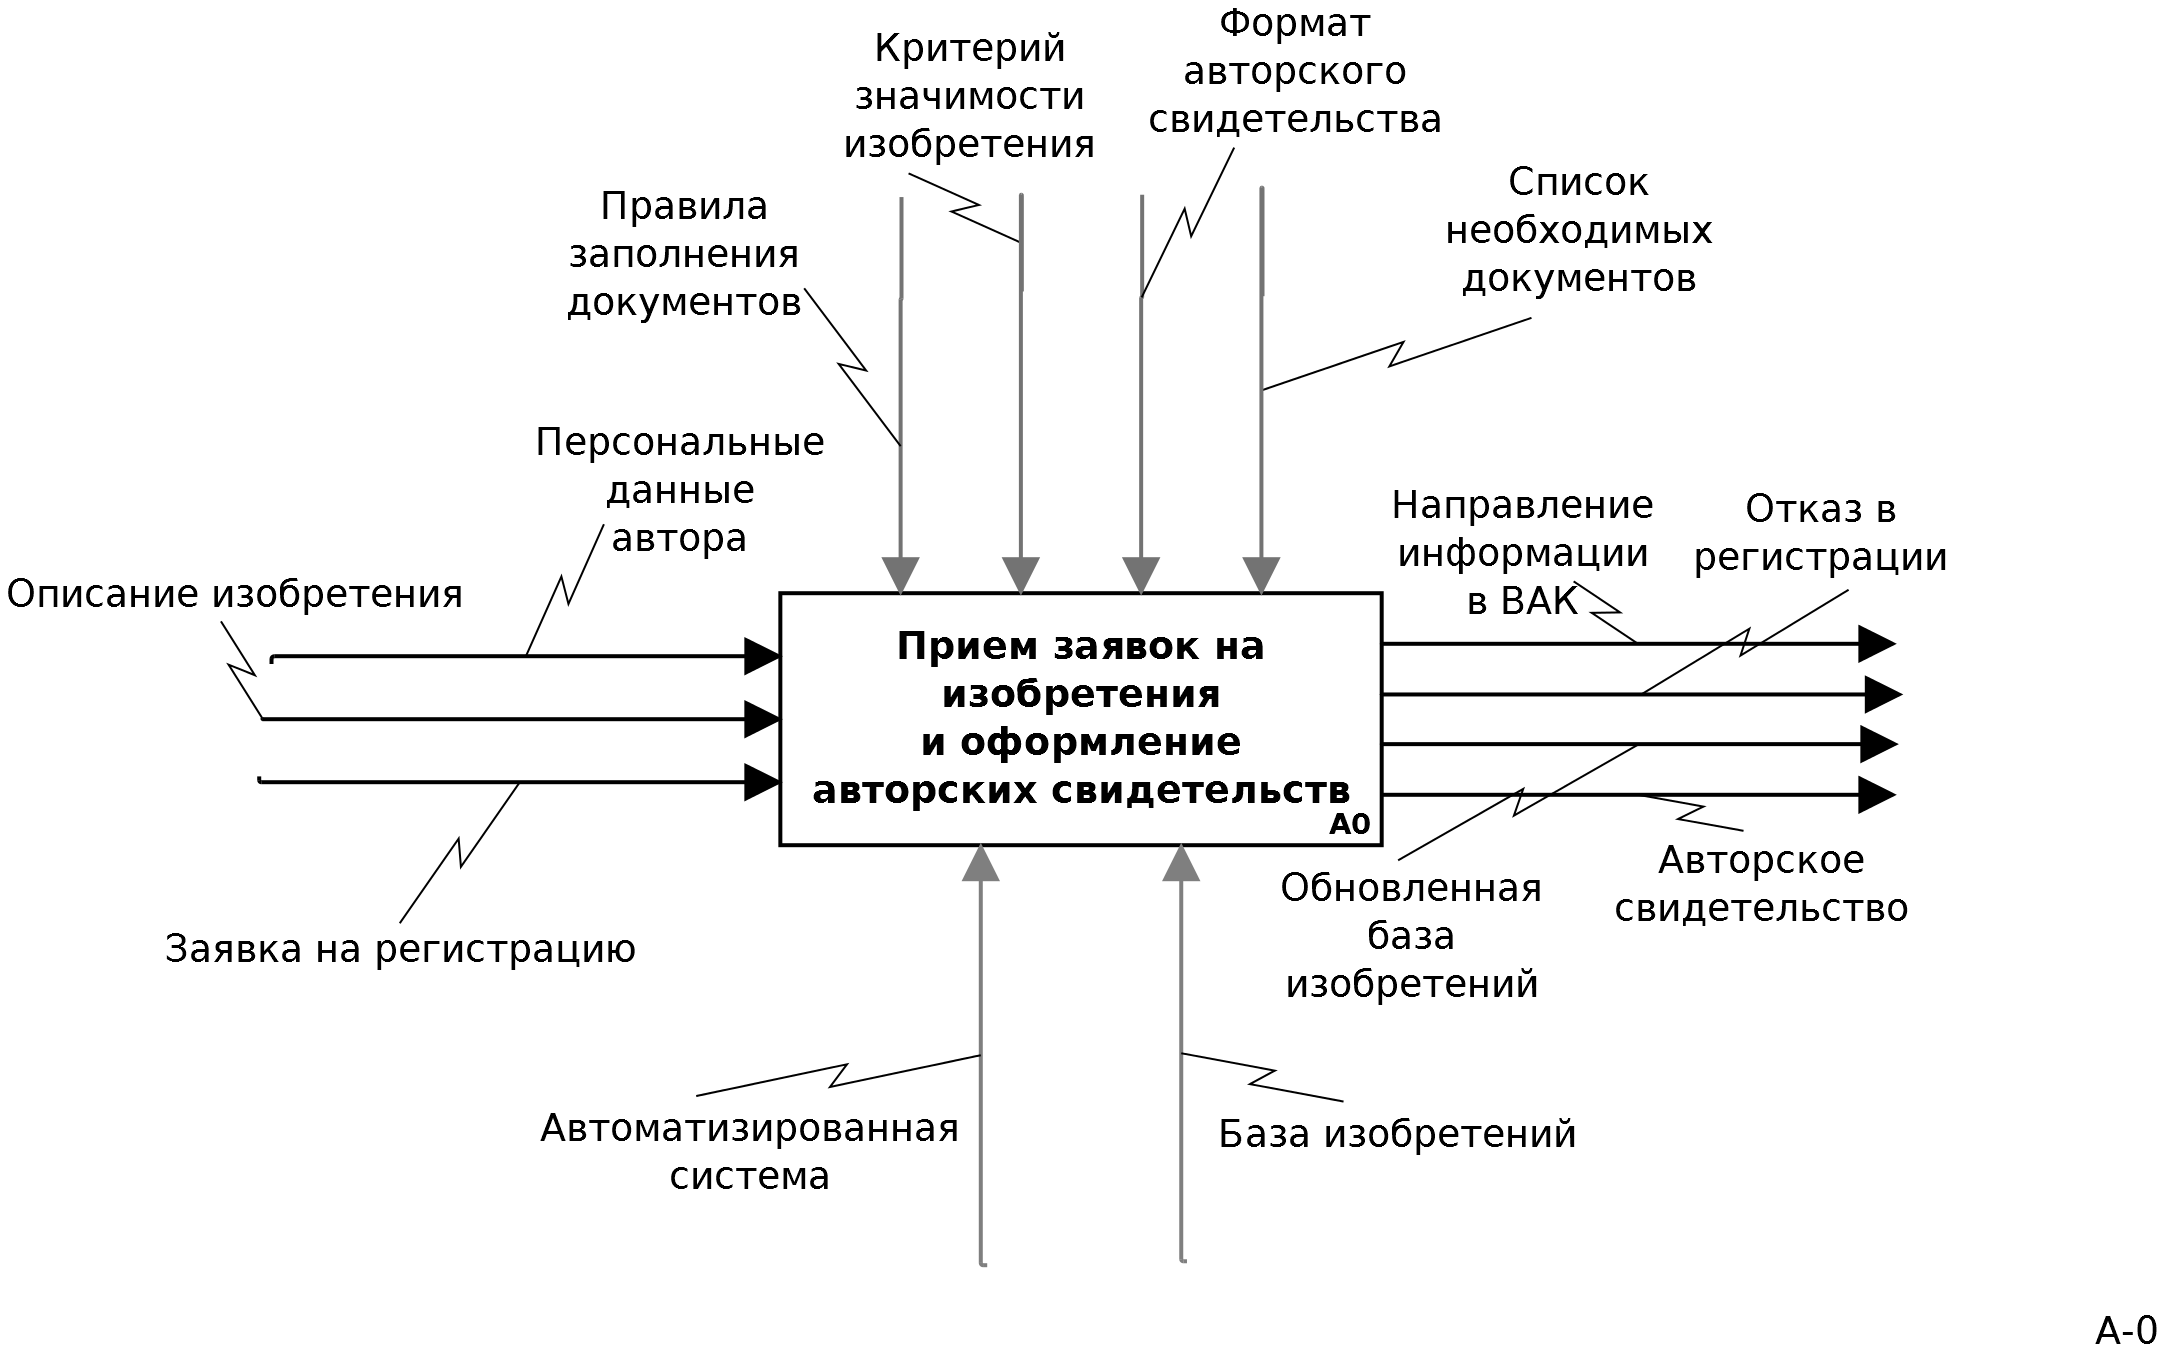 Формат
авторского
свидетельства
Критерий
значимости
изобретения
Список
необходимых
документов
Правила
заполнения
документов
Персональные
данные
автора
Направление
информации
в ВАК
Отказ в
регистрации
Описание изобретения
Прием заявок на
изобретения
и оформление
авторских свидетельств
A0
Авторское
свидетельство
Обновленная
база
изобретений
Заявка на регистрацию
Автоматизированная
система
База изобретений
А-0